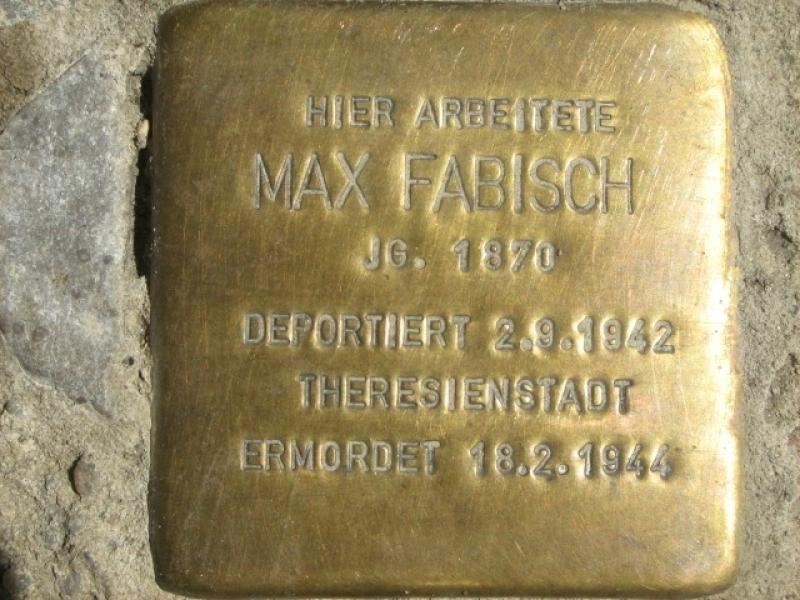 HIER ARBEITETE
MAX FABISCH
JG. 1870
DEPORTIERT 2.9.1942
THERESIENSTADT
ERMORDET 18.2.1944